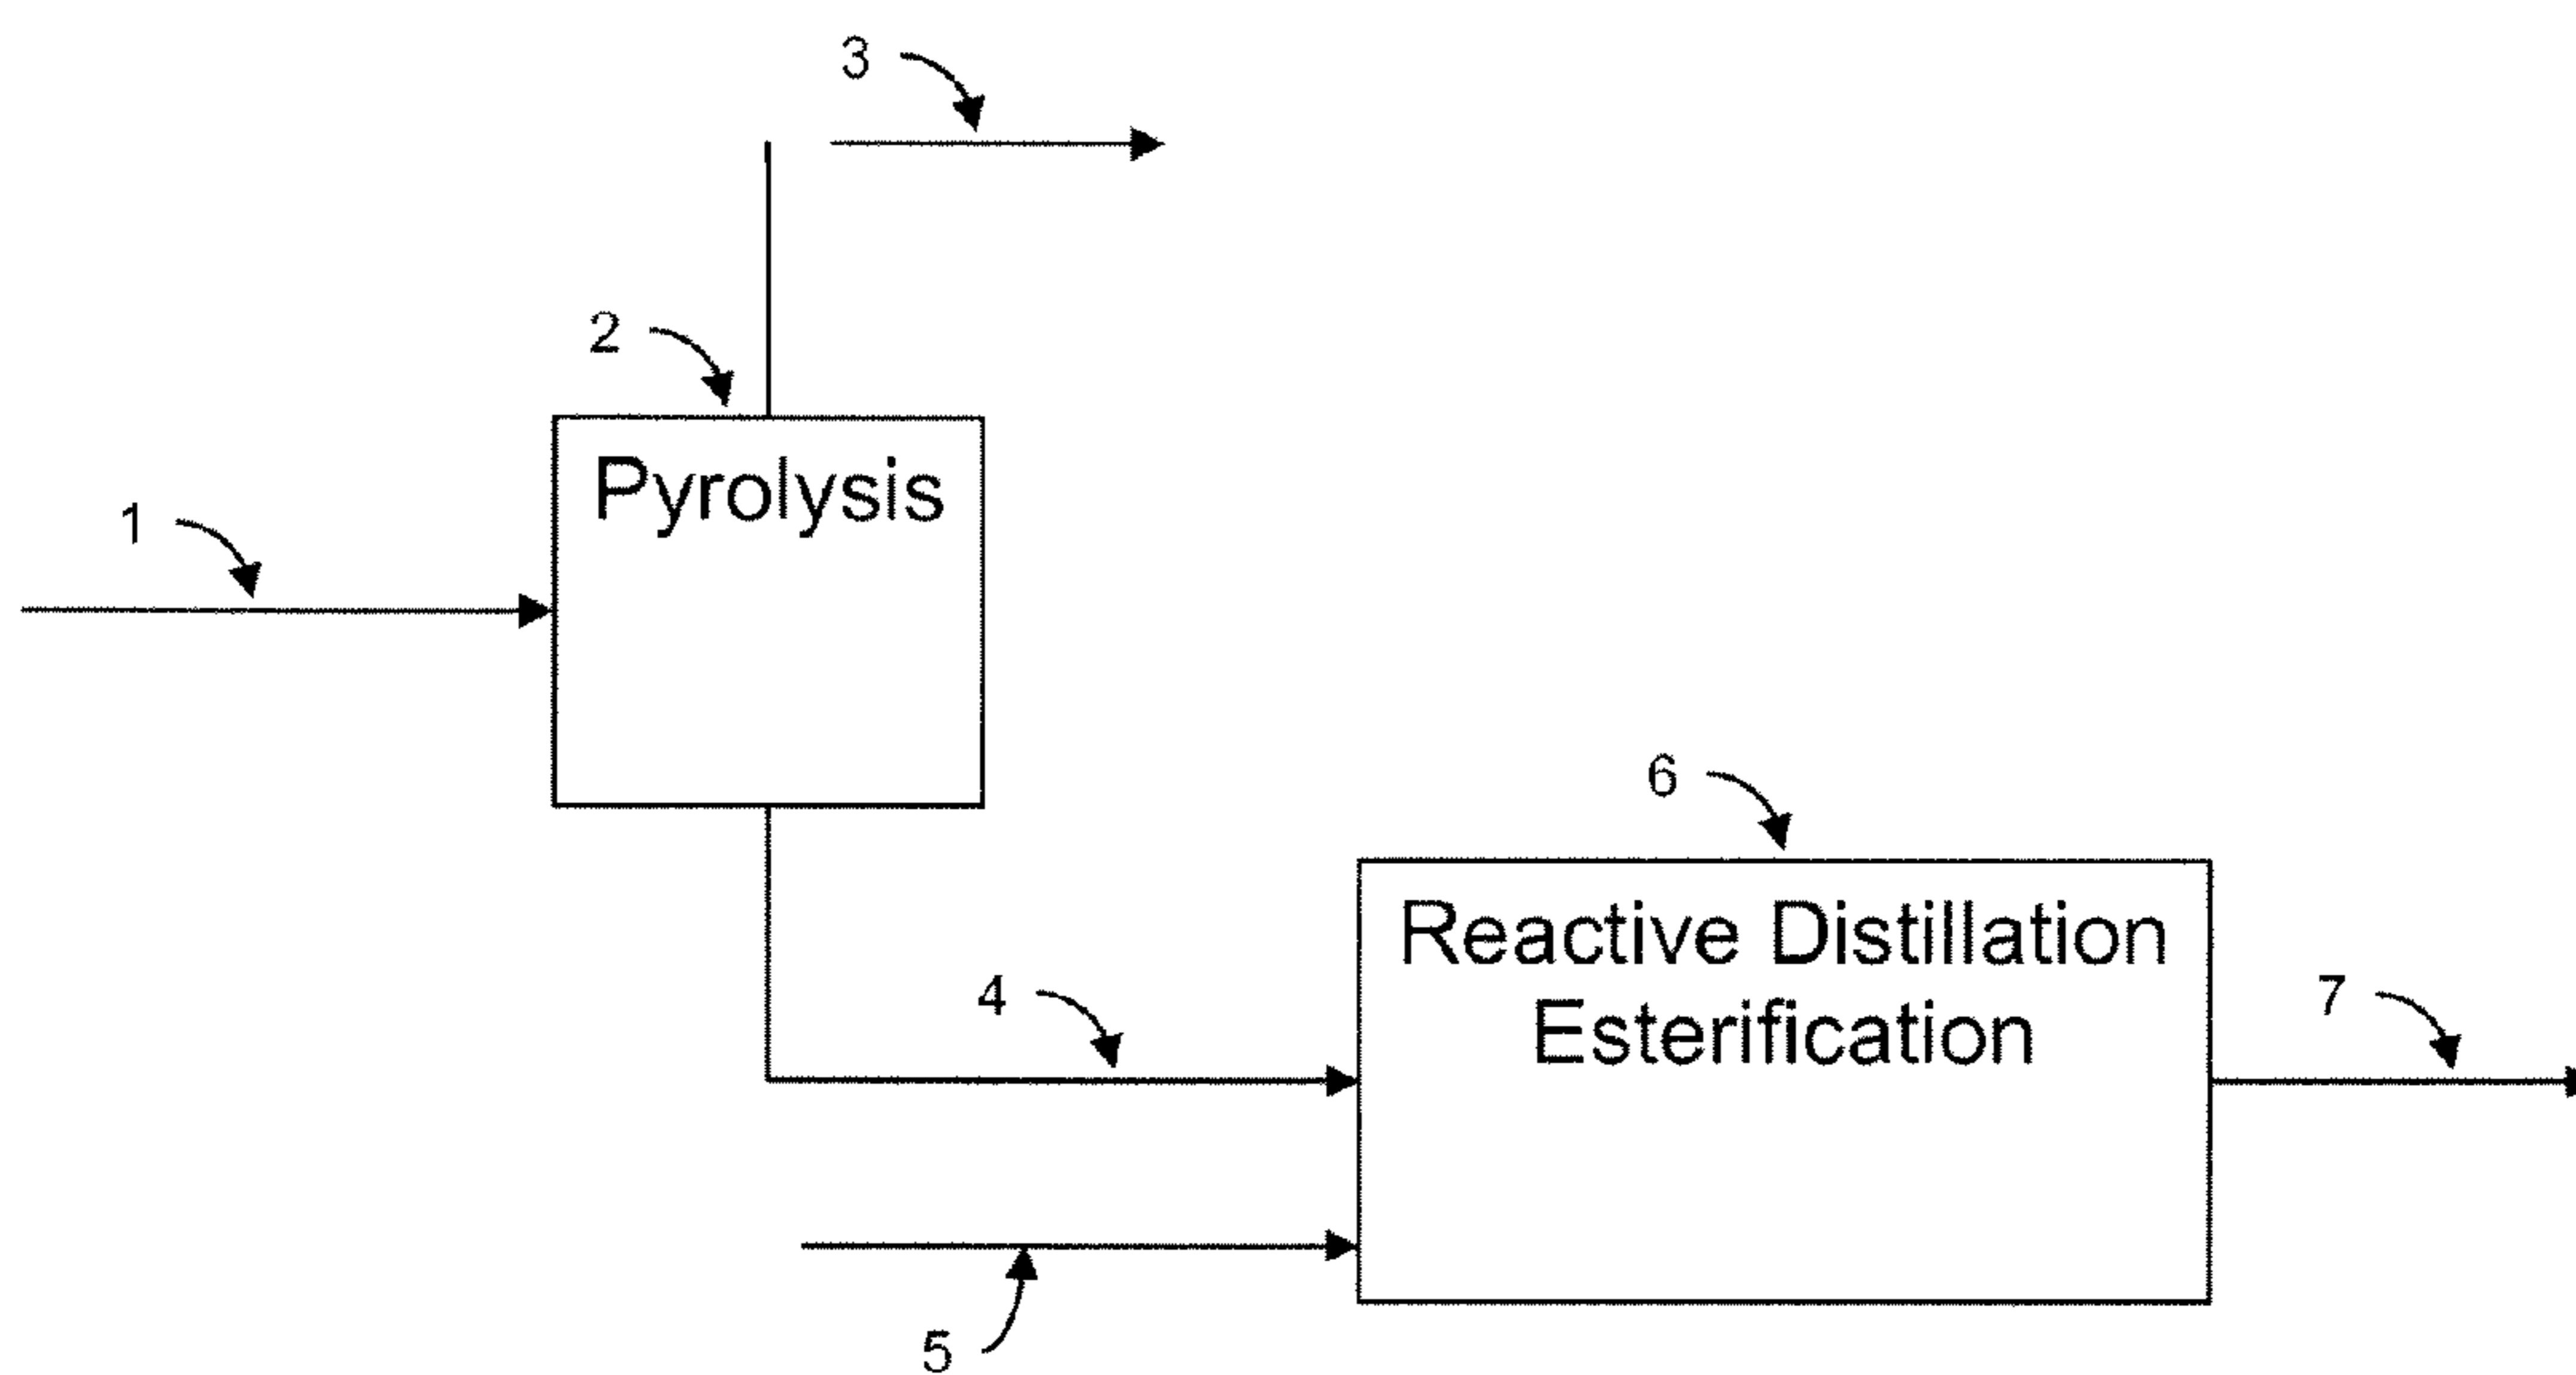 3
2
Pyrolysis
1
6
Reactive Distillation
Esterification
4
7
5